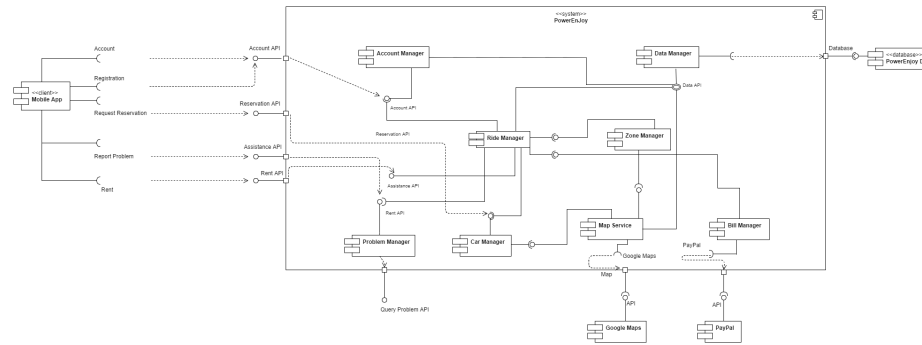 <<system>>
PowerEnJoy
Account
Account API
Account Manager
Data Manager
Database
<<database>>
PowerEnjoy D
Registration
<<client>>
Mobile App
Data API
Request Reservation
Reservation API
Account API
Reservation API
Ride Manager
Zone Manager
Assistance API
Report Problem
Rent API
Assistance API
Rent
Rent API
Map Service
Bill Manager
Problem Manager
Car Manager
PayPal
Google Maps
Map
Query Problem API
API
API
Google Maps
PayPal